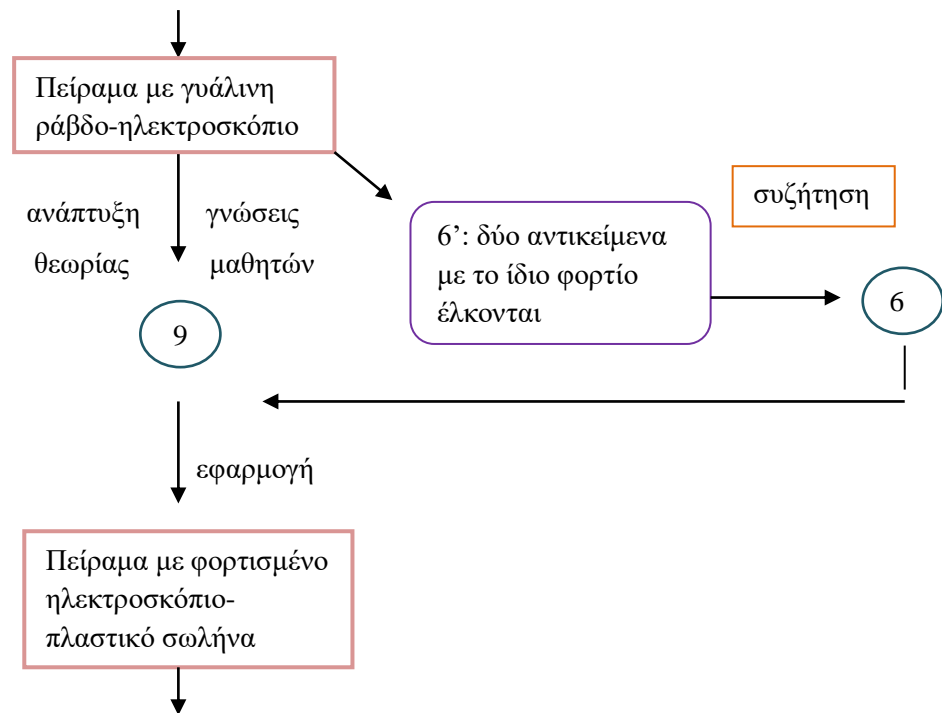 Πείραμα με γυάλινη
ράβδο-ηλεκτροσκόπιο
ανάπτυξη
θεωρίας
γνώσεις
μαθητών
συζήτηση
6’: δύο αντικείμενα
με το ίδιο φορτίο
έλκονται
6
9
εφαρμογή
Πείραμα με φορτισμένο
ηλεκτροσκόπιο-
πλαστικό σωλήνα